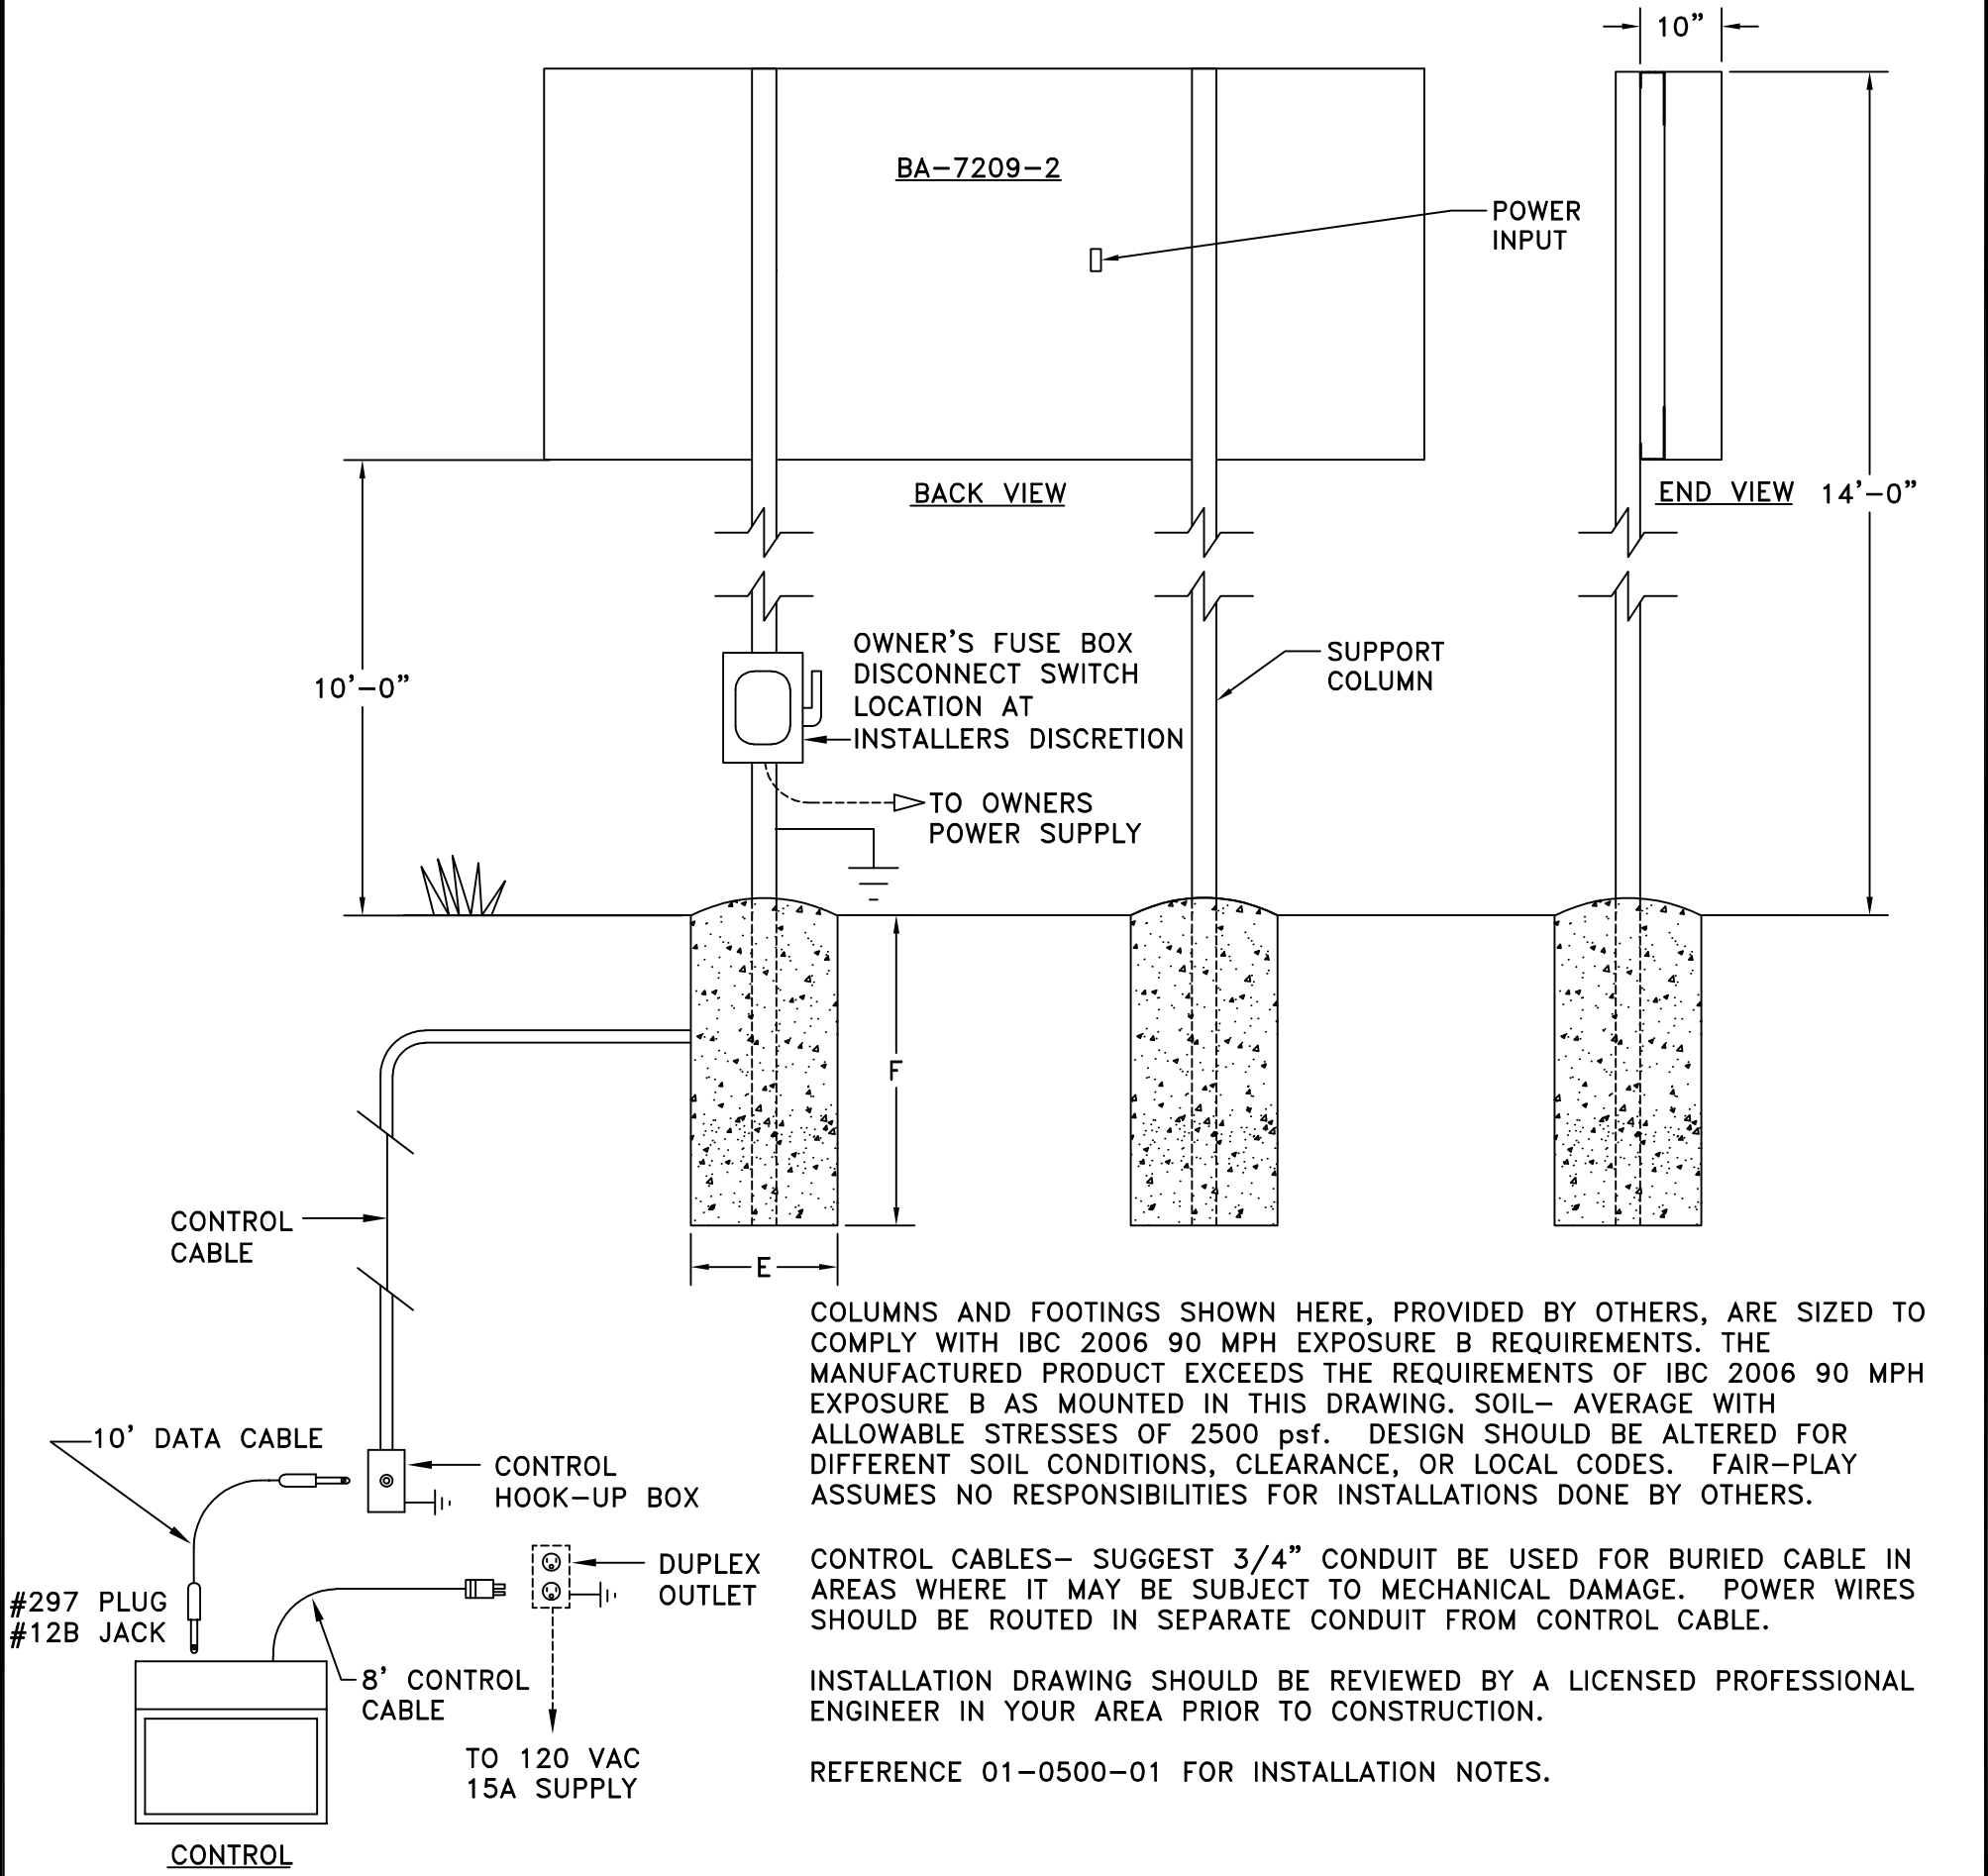 10”
BA-7209-2
POWER
INPUT
BACK VIEW
END VIEW
14’-0”
10’-0”
OWNER’S FUSE BOX
DISCONNECT SWITCH
LOCATION AT
INSTALLERS DISCRETION
SUPPORT
COLUMN
TO OWNERS
POWER SUPPLY
F
E
CONTROL
CABLE
10’ DATA CABLE
CONTROL
HOOK-UP BOX
#297 PLUG
#12B JACK
DUPLEX
OUTLET
8’ CONTROL
CABLE
TO 120 VAC
15A SUPPLY
CONTROL
COLUMNS AND FOOTINGS SHOWN HERE, PROVIDED BY OTHERS, ARE SIZED TO
COMPLY WITH IBC 2006 90 MPH EXPOSURE B REQUIREMENTS. THE
MANUFACTURED PRODUCT EXCEEDS THE REQUIREMENTS OF IBC 2006 90 MPH
EXPOSURE B AS MOUNTED IN THIS DRAWING. SOIL- AVERAGE WITH
ALLOWABLE STRESSES OF 2500 psf. DESIGN SHOULD BE ALTERED FOR
DIFFERENT SOIL CONDITIONS, CLEARANCE, OR LOCAL CODES. FAIR-PLAY
ASSUMES NO RESPONSIBILITIES FOR INSTALLATIONS DONE BY OTHERS.
CONTROL CABLES- SUGGEST 3/4” CONDUIT BE USED FOR BURIED CABLE IN
AREAS WHERE IT MAY BE SUBJECT TO MECHANICAL DAMAGE. POWER WIRES
SHOULD BE ROUTED IN SEPARATE CONDUIT FROM CONTROL CABLE.
INSTALLATION DRAWING SHOULD BE REVIEWED BY A LICENSED PROFESSIONAL
ENGINEER IN YOUR AREA PRIOR TO CONSTRUCTION.
REFERENCE 01-0500-01 FOR INSTALLATION NOTES.